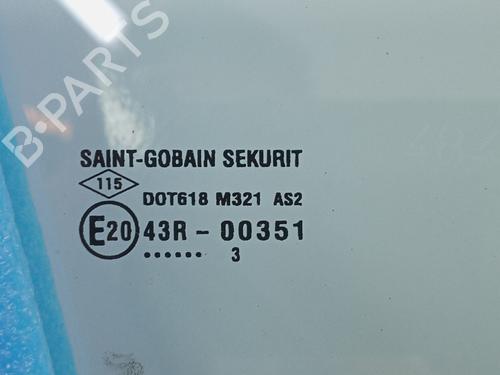 B-PARTS
SAINT-GOBAIN SEKURIT
115 DOT618 M321 AS2
E20 43R - 00351
...... 3